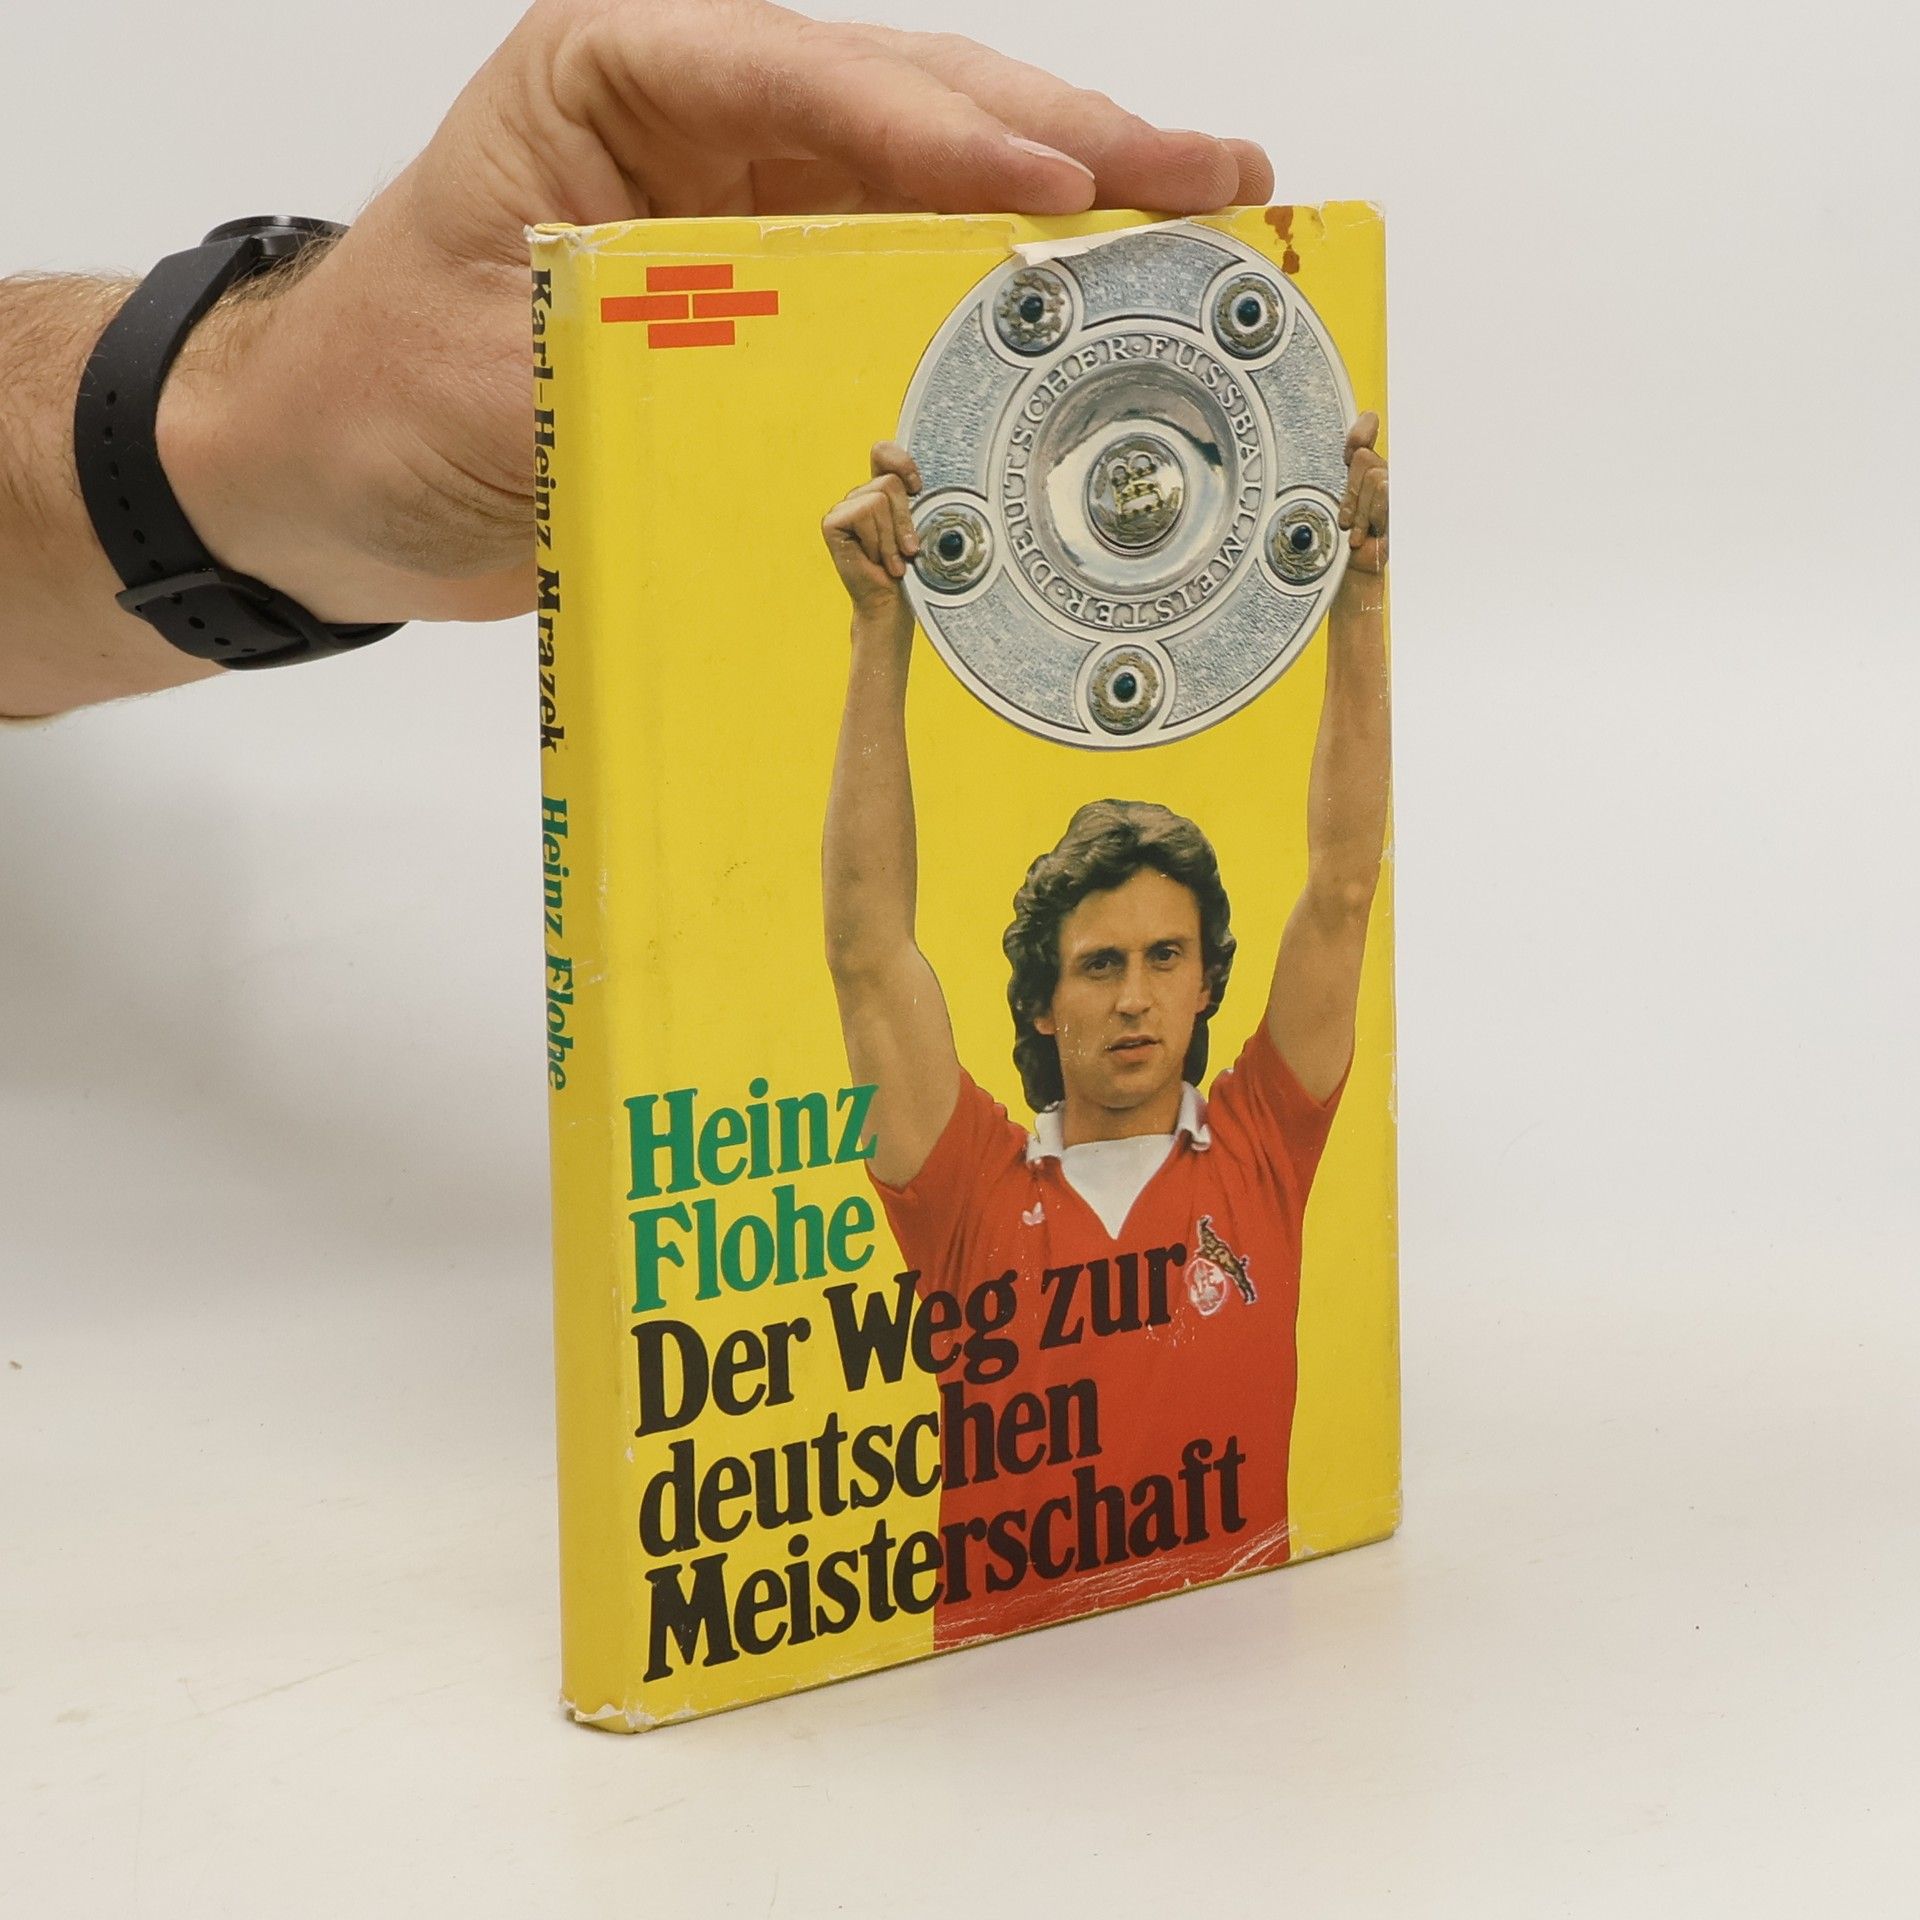 Karl-Heinz Mrazek Heinz Flohe
DEUTSCHER·FUSSBALLMEISTER·
Heinz
Flohe
Der Weg zur
deutschen
Meisterschaft